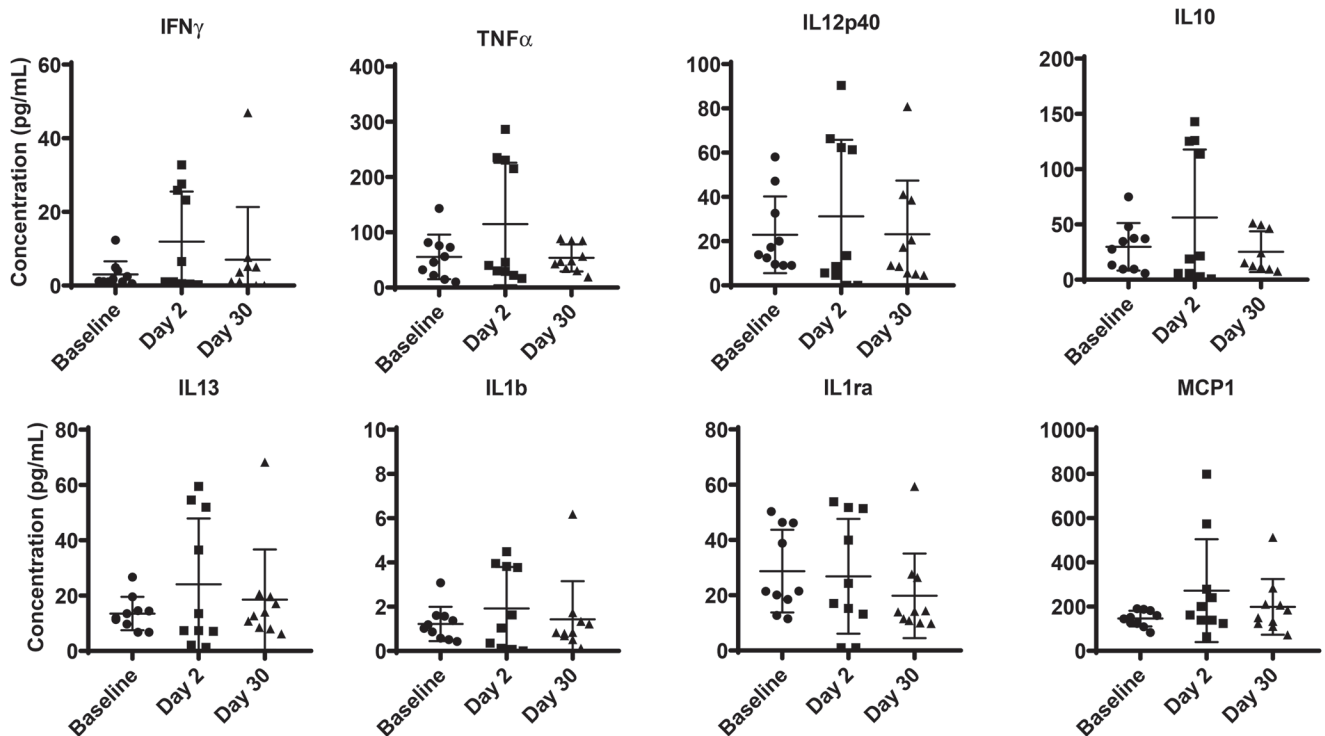 IFNγ
TNFα
IL12p40
IL10
Concentration (pg/mL)
60
40
20
0
Baseline
Day 2
Day 30
400
300
200
100
0
Baseline
Day 2
Day 30
100
80
60
40
20
0
Baseline
Day 2
Day 30
200
150
100
50
0
Baseline
Day 2
Day 30
IL13
IL1b
IL1ra
MCP1
Concentration (pg/mL)
80
60
40
20
0
Baseline
Day 2
Day 30
10
8
6
4
2
0
Baseline
Day 2
Day 30
80
60
40
20
0
Baseline
Day 2
Day 30
1000
800
600
400
200
0
Baseline
Day 2
Day 30